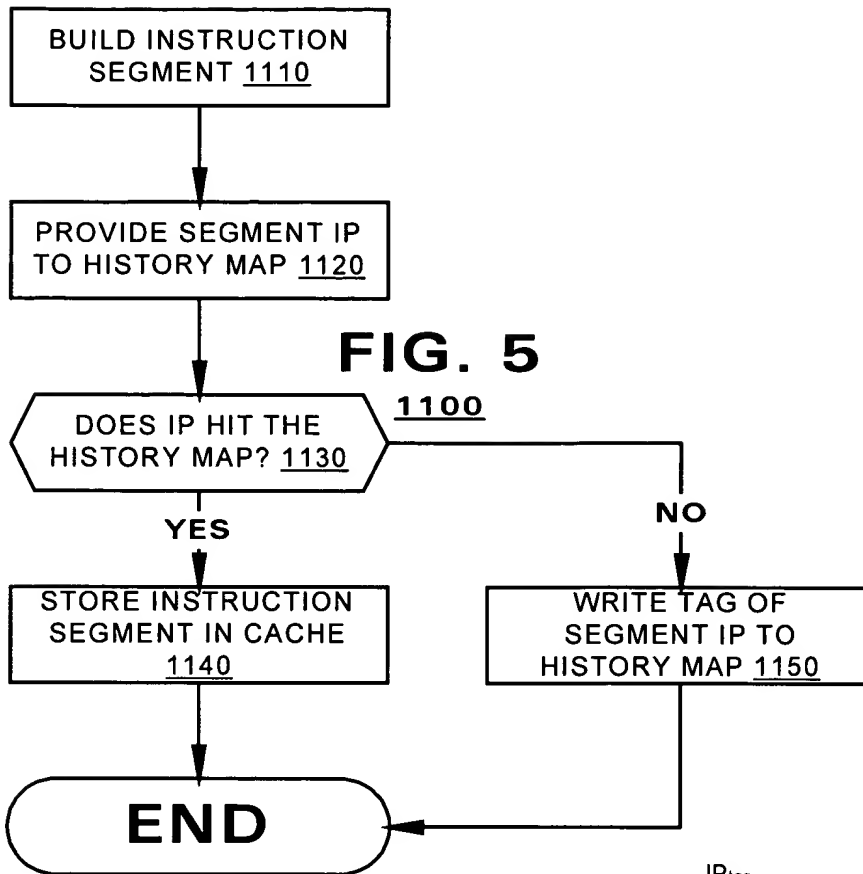 BUILD INSTRUCTION
SEGMENT 1110
PROVIDE SEGMENT IP
TO HISTORY MAP 1120
FIG. 5
1100
DOES IP HIT THE
HISTORY MAP? 1130
YES
NO
STORE INSTRUCTION
SEGMENT IN CACHE
1140
WRITE TAG OF
SEGMENT IP TO
HISTORY MAP 1150
END